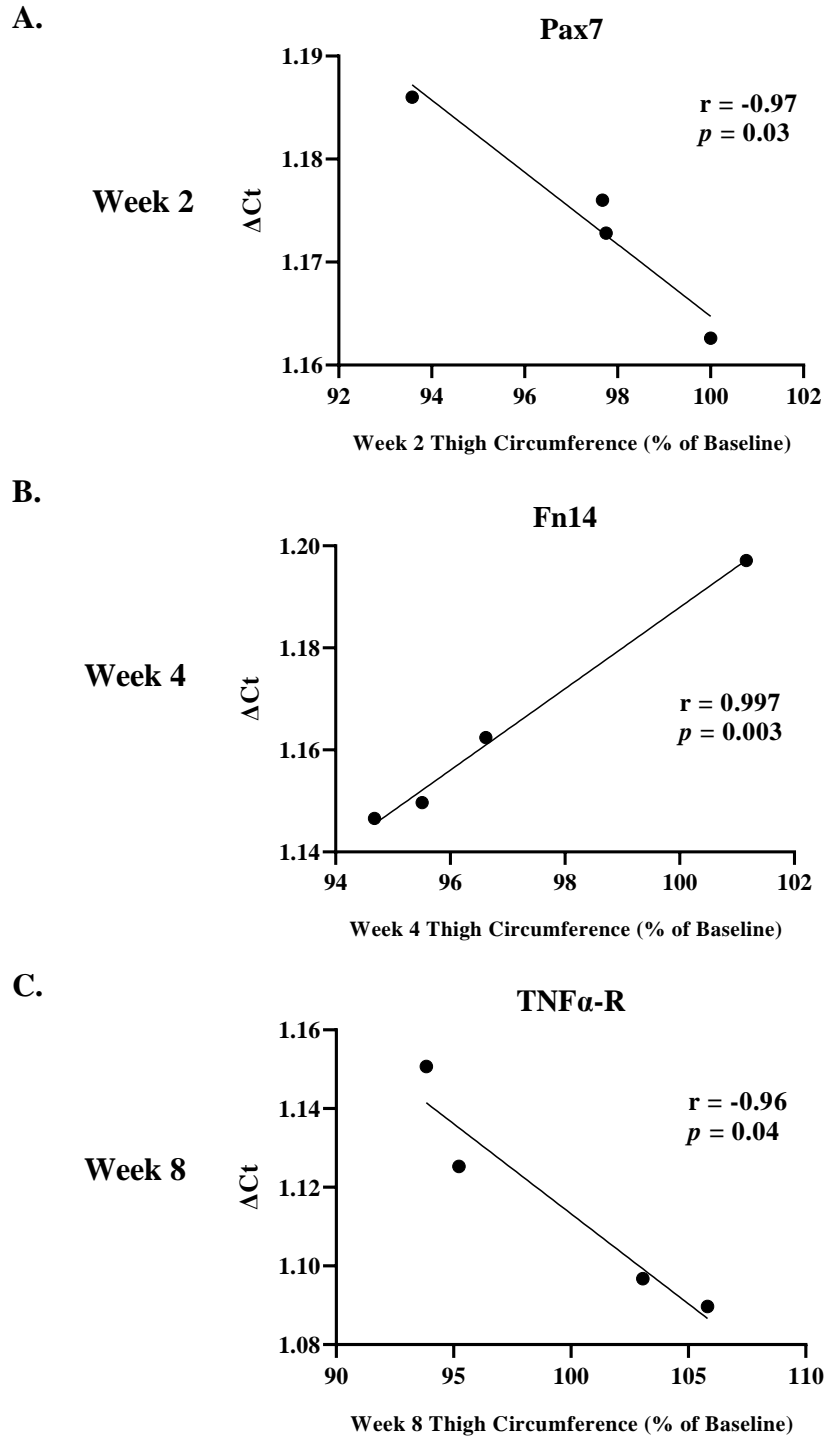 A.
Pax7
1.19
1.18
1.17
1.16
ΔCt
Week 2
r = -0.97
p = 0.03
92 94 96 98 100 102
Week 2 Thigh Circumference (% of Baseline)
B.
Fn14
1.20
1.18
1.16
1.14
ΔCt
Week 4
r = 0.997
p = 0.003
94 96 98 100 102
Week 4 Thigh Circumference (% of Baseline)
C.
TNFα-R
1.16
1.14
1.12
1.10
1.08
ΔCt
Week 8
r = -0.96
p = 0.04
90 95 100 105 110
Week 8 Thigh Circumference (% of Baseline)